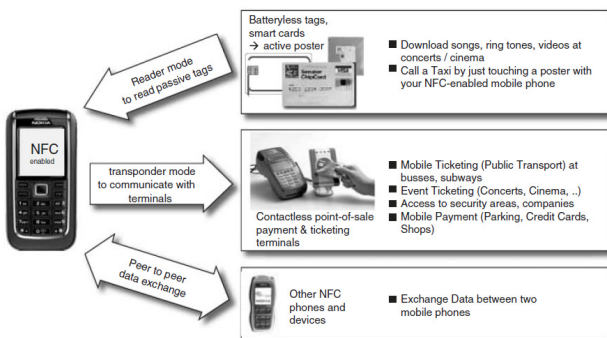 Batteryless tags,
smart cards
→ active poster
■ Download songs, ring tones, videos at
concerts / cinema
■ Call a Taxi by just touching a poster with
your NFC-enabled mobile phone
Reader mode
to read passive tags
NOKIA
NFC
enabled
transponder mode
to communicate with
terminals
Contactless point-of-sale
payment & ticketing
terminals
■ Mobile Ticketing (Public Transport) at
busses, subways
■ Event Ticketing (Concerts, Cinema, ..)
■ Access to security areas, companies
■ Mobile Payment (Parking, Credit Cards,
Shops)
Peer to peer
data exchange
Other NFC
phones and
devices
■ Exchange Data between two
mobile phones